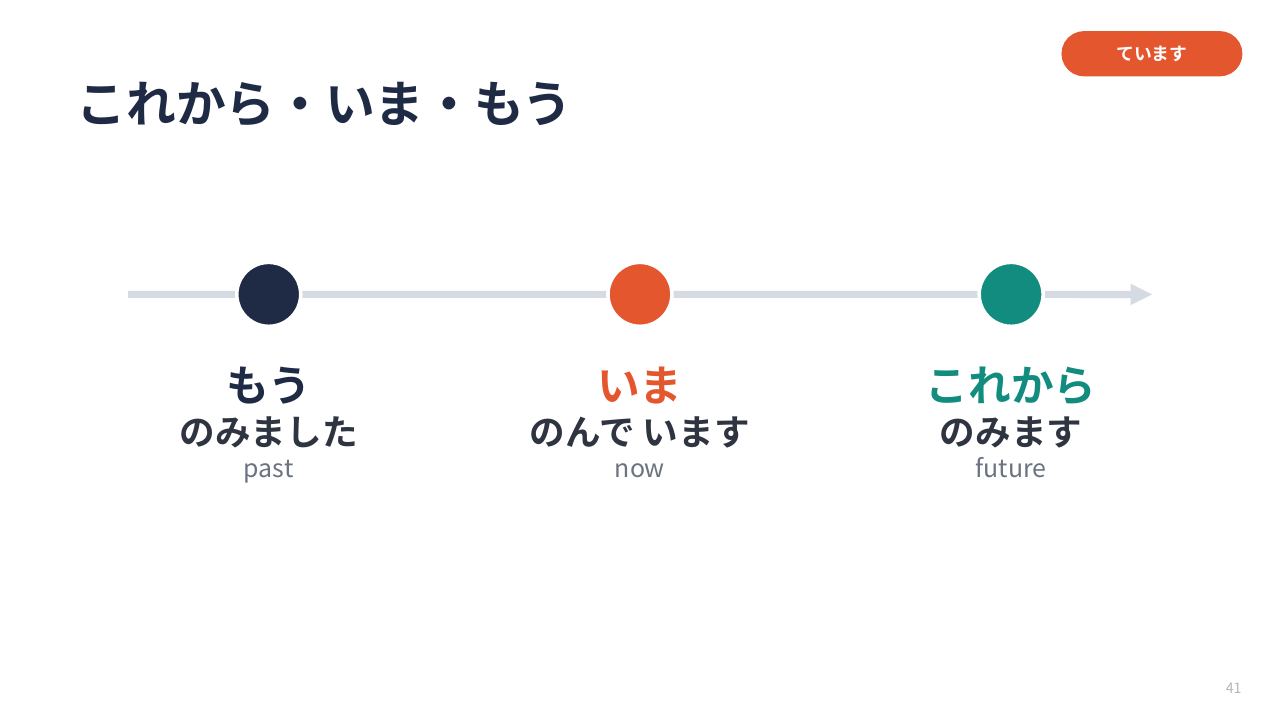 ています
これから・いま・もう
もう
のみました
past
いま
のんで います
now
これから
のみます
future
41